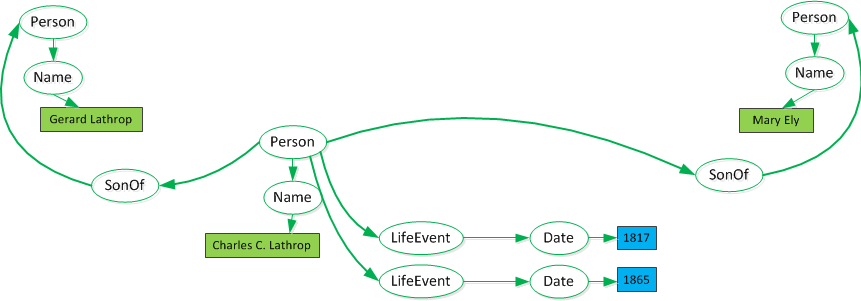 Person
Person
Name
Name
Gerard Lathrop
Mary Ely
Person
SonOf
SonOf
Name
Charles C. Lathrop
LifeEvent
Date
1817
LifeEvent
Date
1865